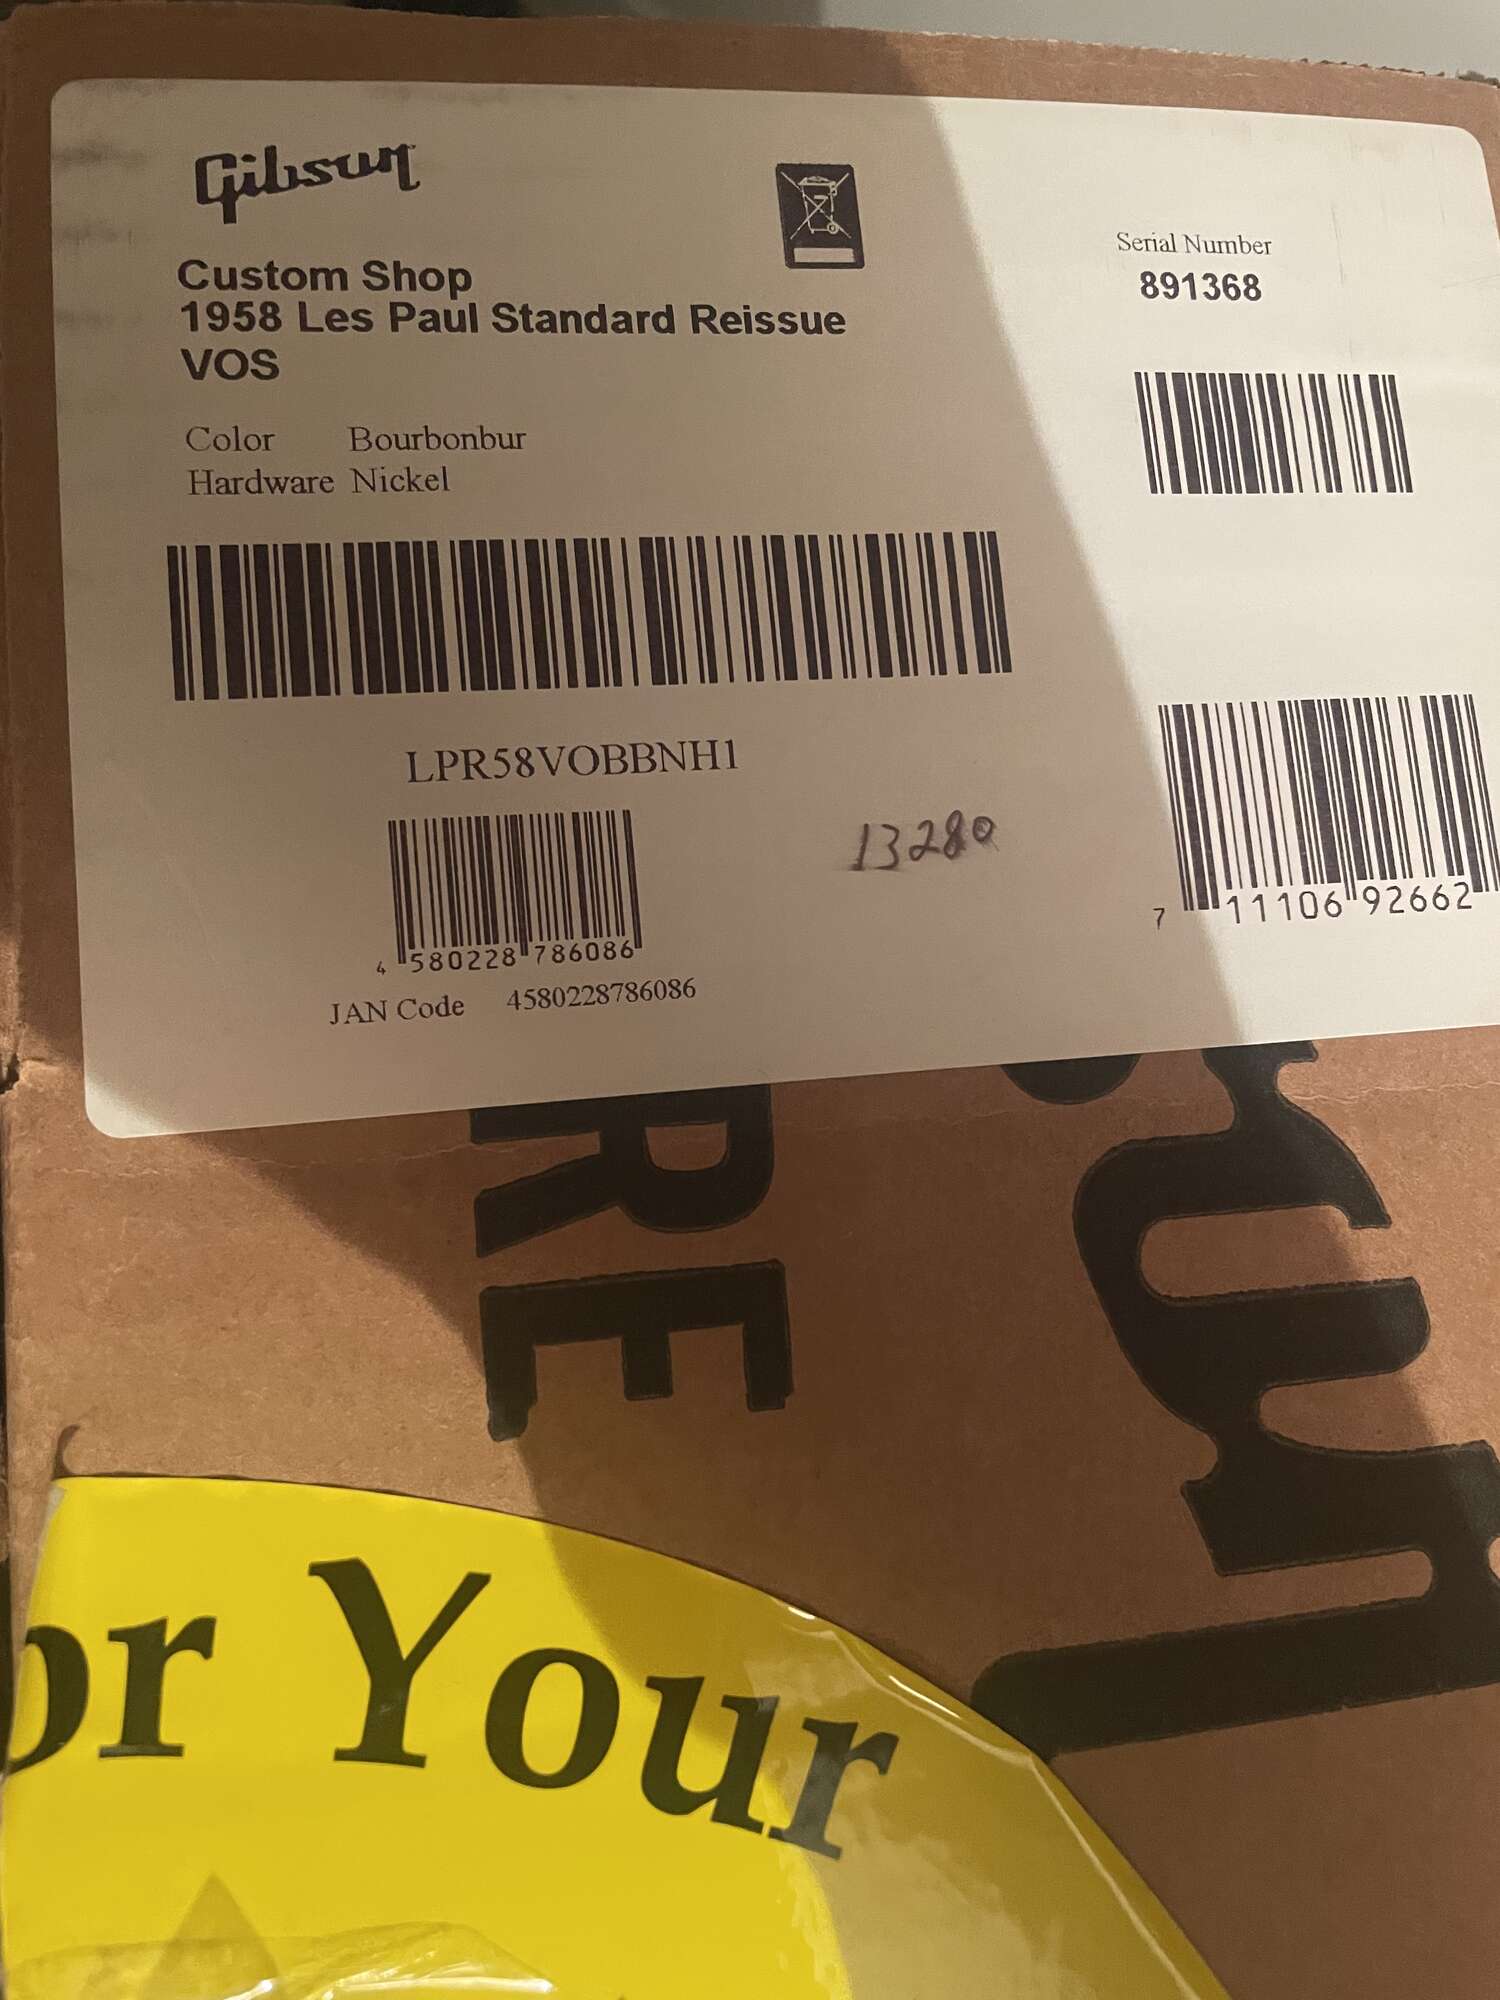 Gibson
Custom Shop
1958 Les Paul Standard Reissue
VOS
Color Bourbonbur
Hardware Nickel
Serial Number
891368
LPR58VOBBNH1
13280
4 580228 786086
JAN Code 4580228786086
7 11106 92662
RE
or Your